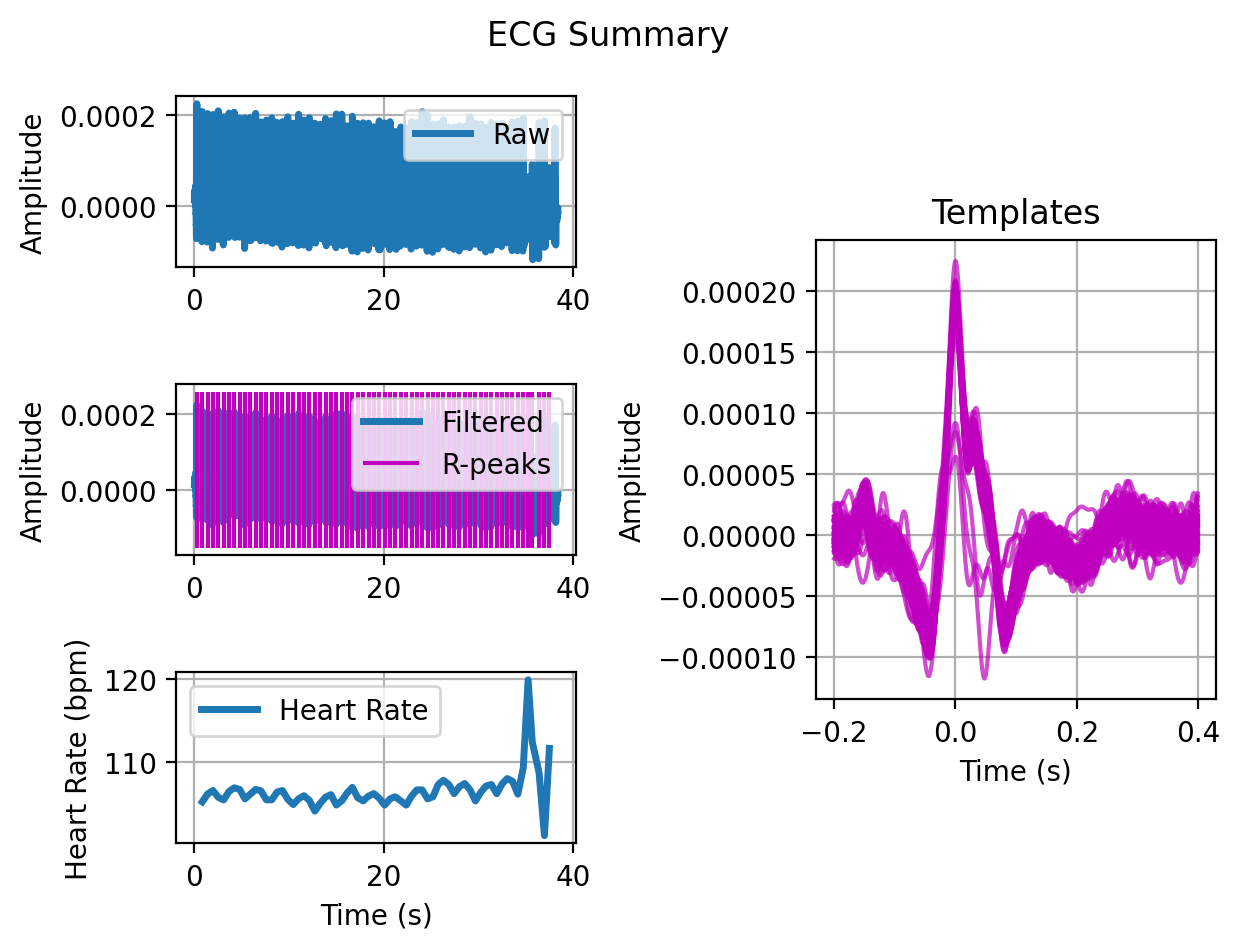 ECG Summary
Amplitude
0.0002
0.0000
Raw
0
20
40
Amplitude
0.0002
0.0000
Filtered
R-peaks
0
20
40
Heart Rate (bpm)
120
110
Heart Rate
0
20
40
Time (s)
Templates
Amplitude
0.00020
0.00015
0.00010
0.00005
0.00000
−0.00005
−0.00010
−0.2
0.0
0.2
0.4
Time (s)